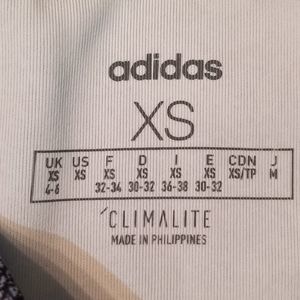 adidas
XS
UK US F D I E CDN J
XS XS XS XS XS XS XS/TP M
4-6 32-34 30-32 36-38 30-32
CLIMALITE
MADE IN PHILIPPINES